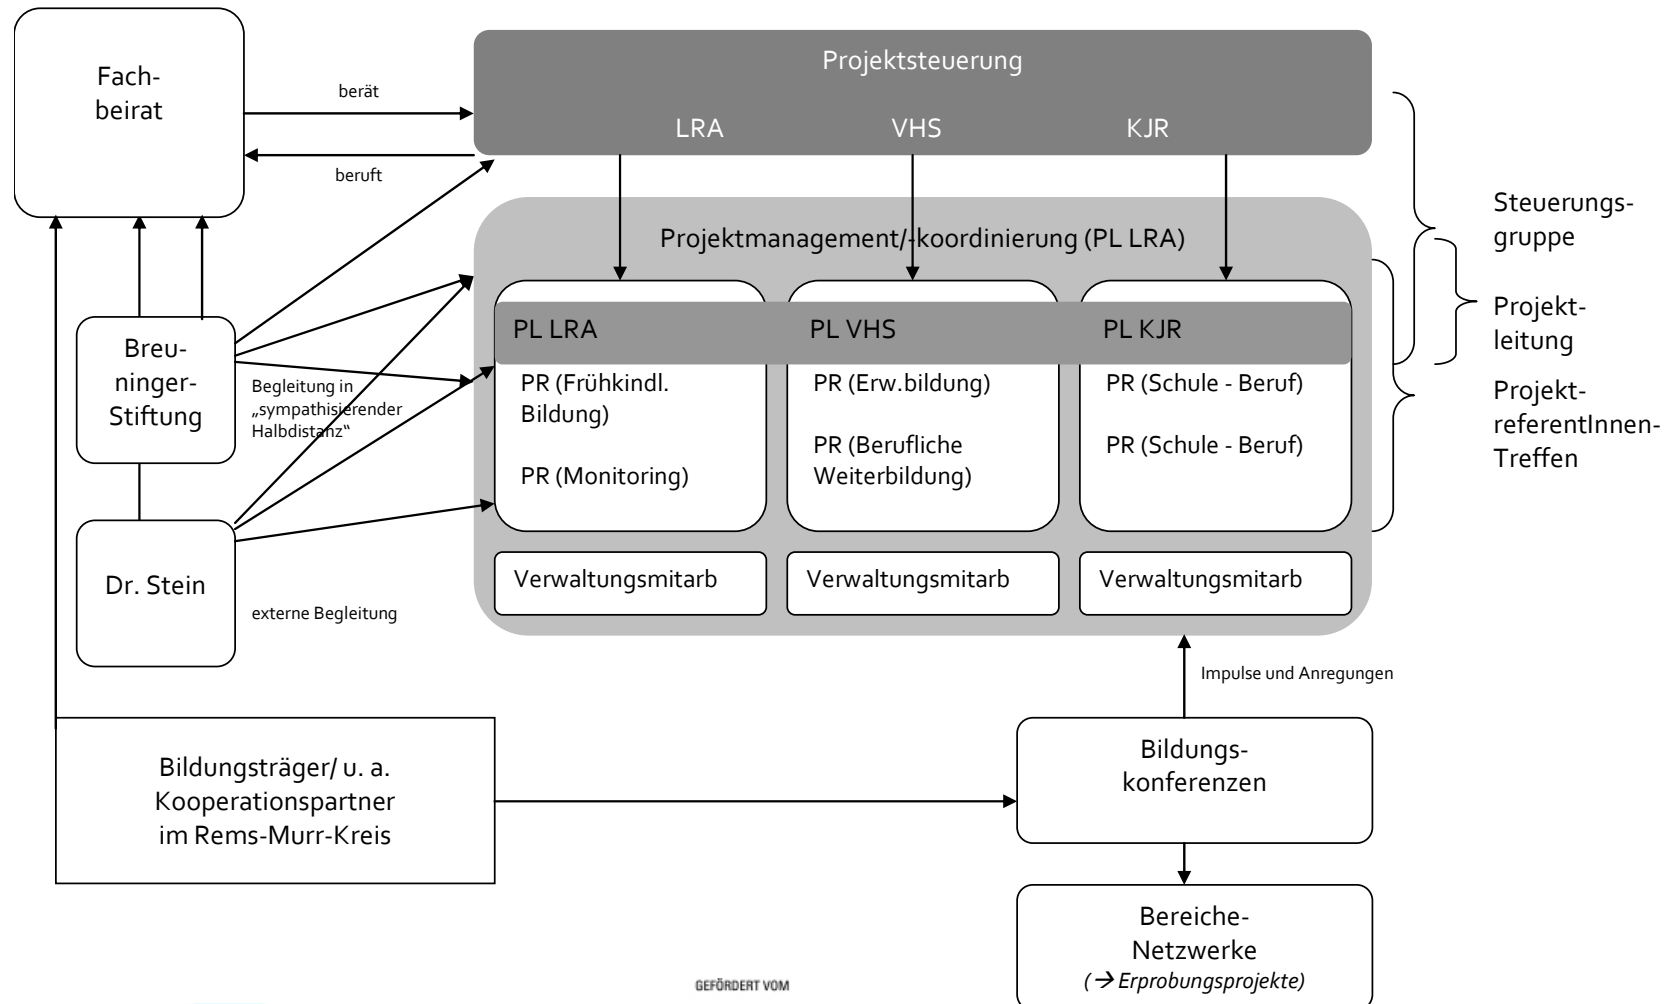 Fach-
beirat
berät
beruft
Projektsteuerung
LRA VHS KJR
Projektmanagement/-koordinierung (PL LRA)
PL LRA PL VHS PL KJR
PR (Frühkindl.
Bildung)
PR (Monitoring)
PR (Erw.bildung)
PR (Berufliche
Weiterbildung)
PR (Schule - Beruf)
PR (Schule - Beruf)
Verwaltungsmitarb Verwaltungsmitarb Verwaltungsmitarb
Steuerungs-
gruppe
Projekt-
leitung
Projekt-
referentInnen-
Treffen
Breu-
ninger-
Stiftung
Begleitung in
„sympathisierender
Halbdistanz“
Dr. Stein
externe Begleitung
Impulse und Anregungen
Bildungsträger/ u. a.
Kooperationspartner
im Rems-Murr-Kreis
Bildungs-
konferenzen
Bereiche-
Netzwerke
(→ Erprobungsprojekte)
GEFÖRDERT VOM